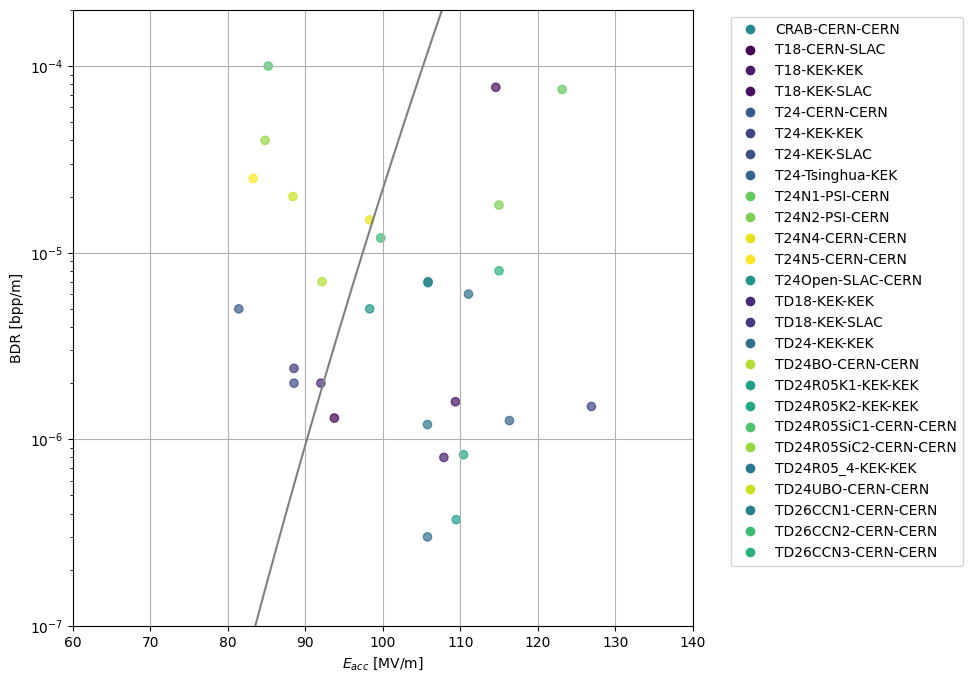 10⁻⁴
10⁻⁵
10⁻⁶
10⁻⁷
BDR [bpp/m]
60 70 80 90 100 110 120 130 140
E_acc [MV/m]
CRAB-CERN-CERN
T18-CERN-SLAC
T18-KEK-KEK
T18-KEK-SLAC
T24-CERN-CERN
T24-KEK-KEK
T24-KEK-SLAC
T24-Tsinghua-KEK
T24N1-PSI-CERN
T24N2-PSI-CERN
T24N4-CERN-CERN
T24N5-CERN-CERN
T24Open-SLAC-CERN
TD18-KEK-KEK
TD18-KEK-SLAC
TD24-KEK-KEK
TD24BO-CERN-CERN
TD24R05K1-KEK-KEK
TD24R05K2-KEK-KEK
TD24R05SiC1-CERN-CERN
TD24R05SiC2-CERN-CERN
TD24R05_4-KEK-KEK
TD24UBO-CERN-CERN
TD26CCN1-CERN-CERN
TD26CCN2-CERN-CERN
TD26CCN3-CERN-CERN